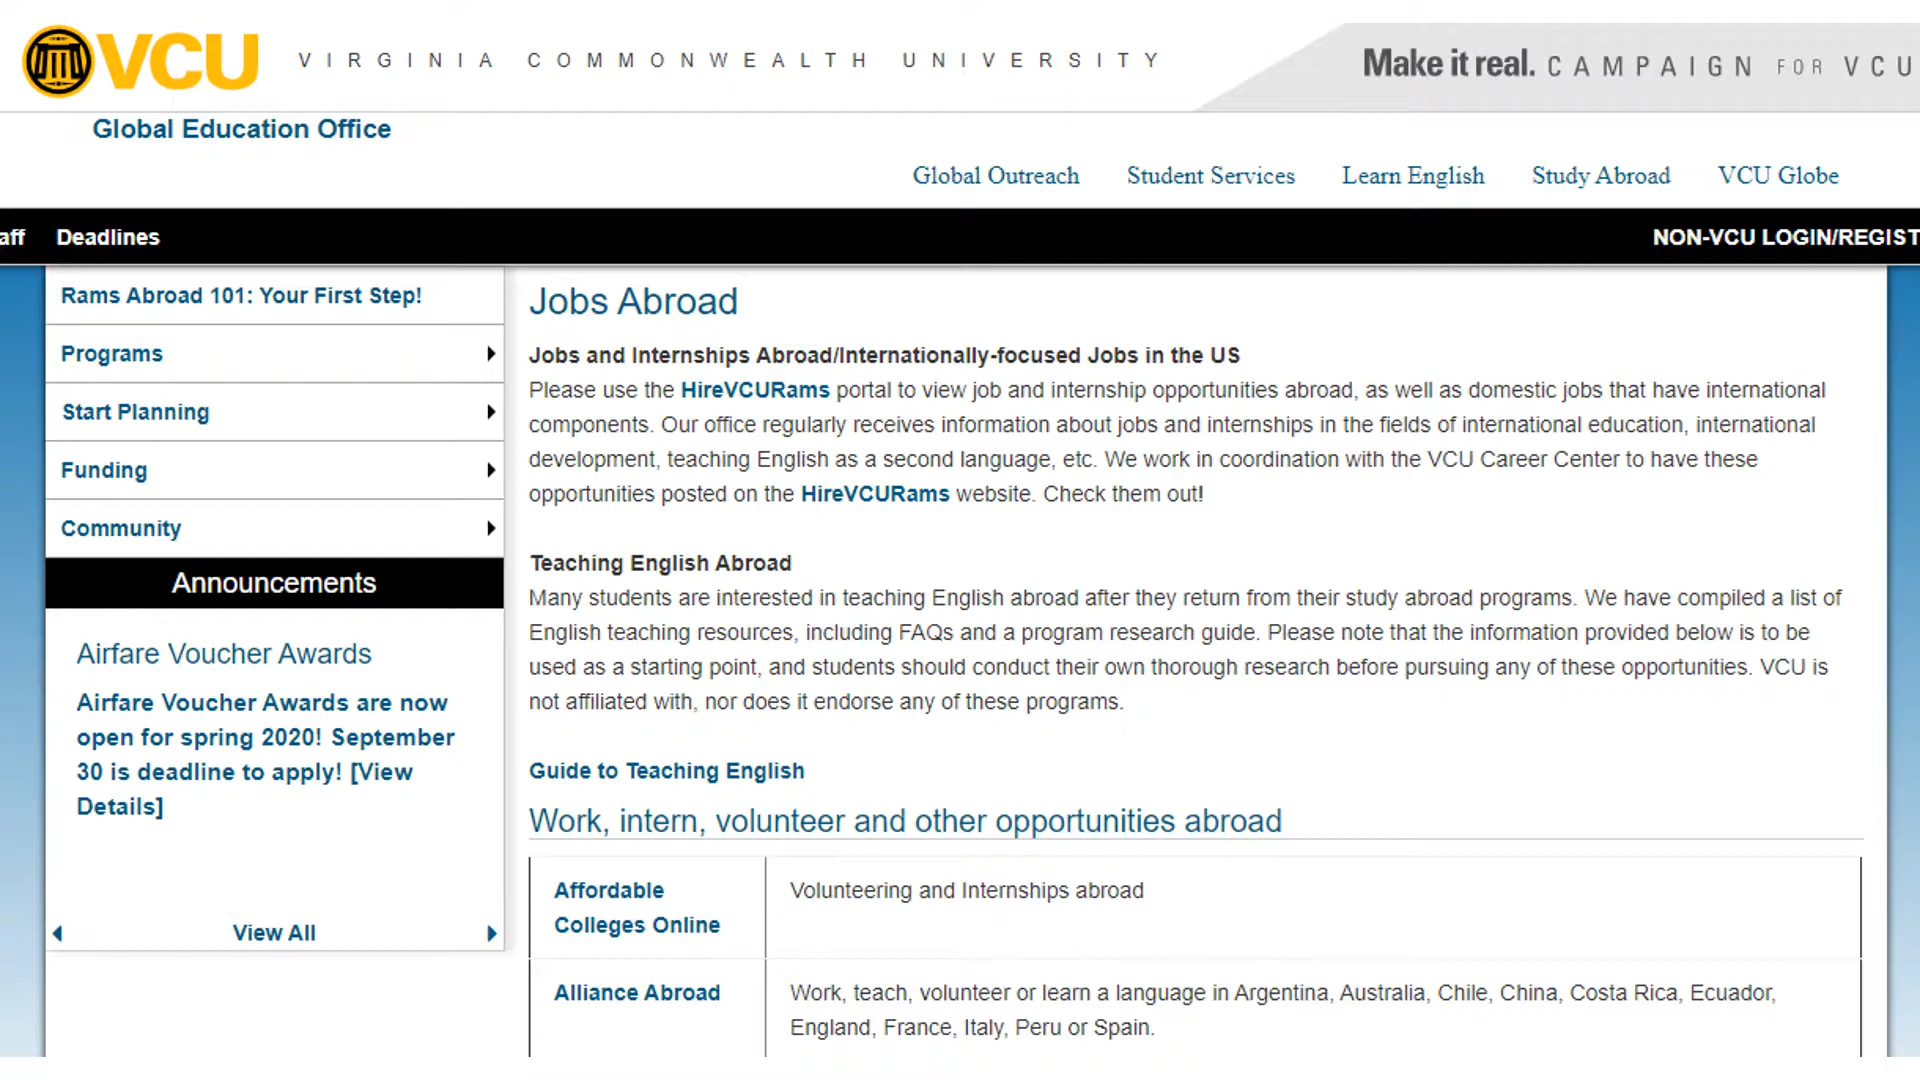 VCU VIRGINIA COMMONWEALTH UNIVERSITY
Make it real. CAMPAIGN FOR VCU
Global Education Office
Global Outreach Student Services Learn English Study Abroad VCU Globe
aff Deadlines NON-VCU LOGIN/REGIST
Rams Abroad 101: Your First Step!
Programs
Start Planning
Funding
Community
Announcements
Airfare Voucher Awards
Airfare Voucher Awards are now
open for spring 2020! September
30 is deadline to apply! [View
Details]
View All
Jobs Abroad
Jobs and Internships Abroad/Internationally-focused Jobs in the US
Please use the HireVCURams portal to view job and internship opportunities abroad, as well as domestic jobs that have international
components. Our office regularly receives information about jobs and internships in the fields of international education, international
development, teaching English as a second language, etc. We work in coordination with the VCU Career Center to have these
opportunities posted on the HireVCURams website. Check them out!
Teaching English Abroad
Many students are interested in teaching English abroad after they return from their study abroad programs. We have compiled a list of
English teaching resources, including FAQs and a program research guide. Please note that the information provided below is to be
used as a starting point, and students should conduct their own thorough research before pursuing any of these opportunities. VCU is
not affiliated with, nor does it endorse any of these programs.
Guide to Teaching English
Work, intern, volunteer and other opportunities abroad
Affordable
Colleges Online
Volunteering and Internships abroad
Alliance Abroad
Work, teach, volunteer or learn a language in Argentina, Australia, Chile, China, Costa Rica, Ecuador,
England, France, Italy, Peru or Spain.